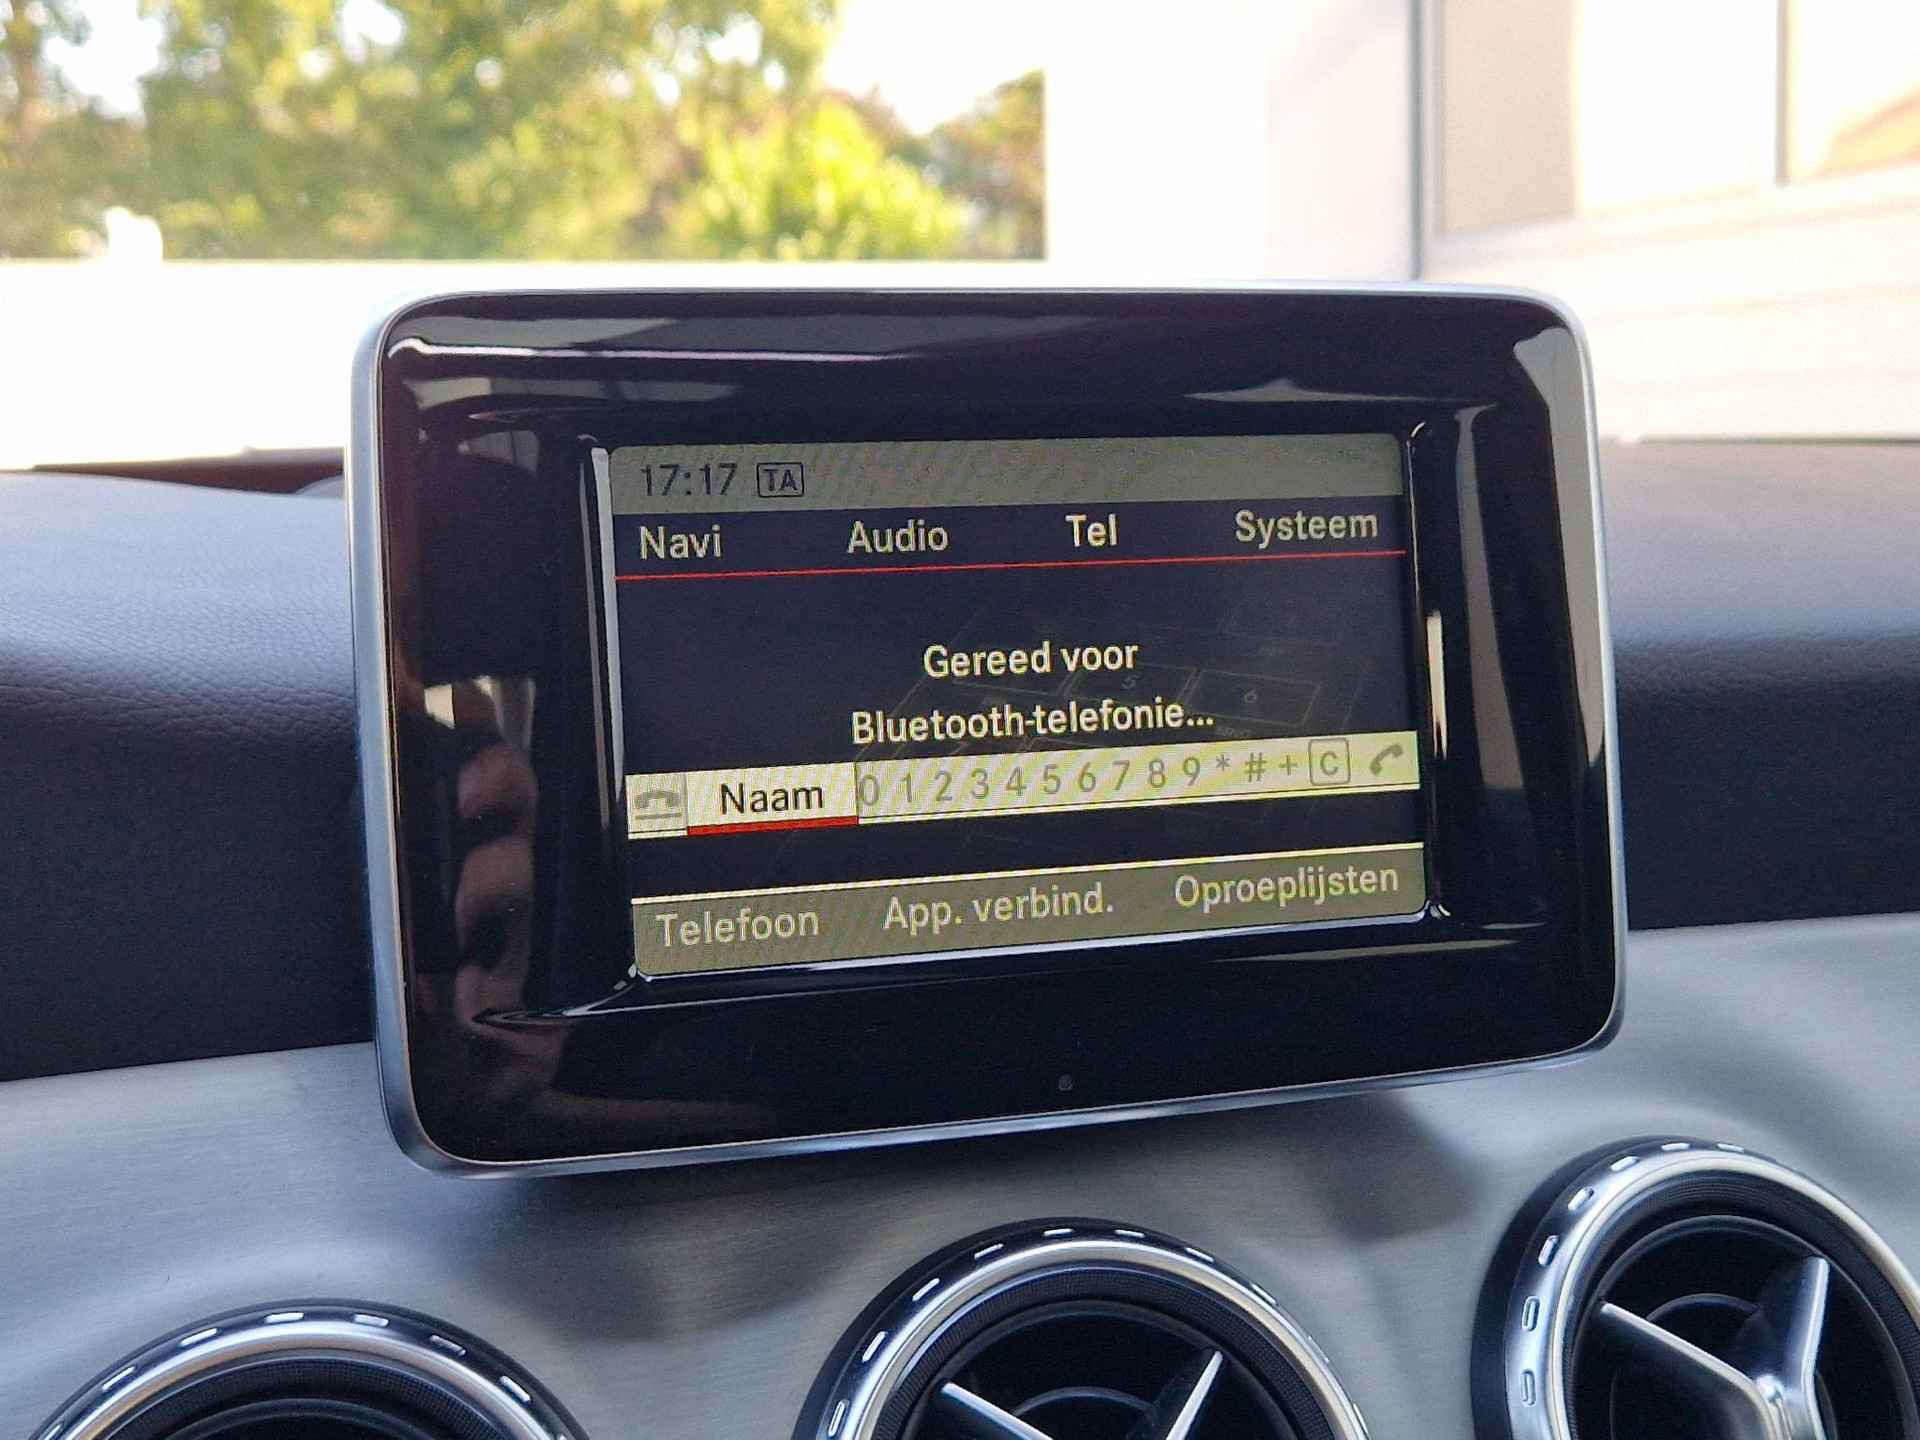 17:17 TA
Navi Audio Tel Systeem
Gereed voor
Bluetooth-telefonie...
Naam 0 1 2 3 4 5 6 7 8 9 * # + C
Telefoon App. verbind. Oproeplijsten